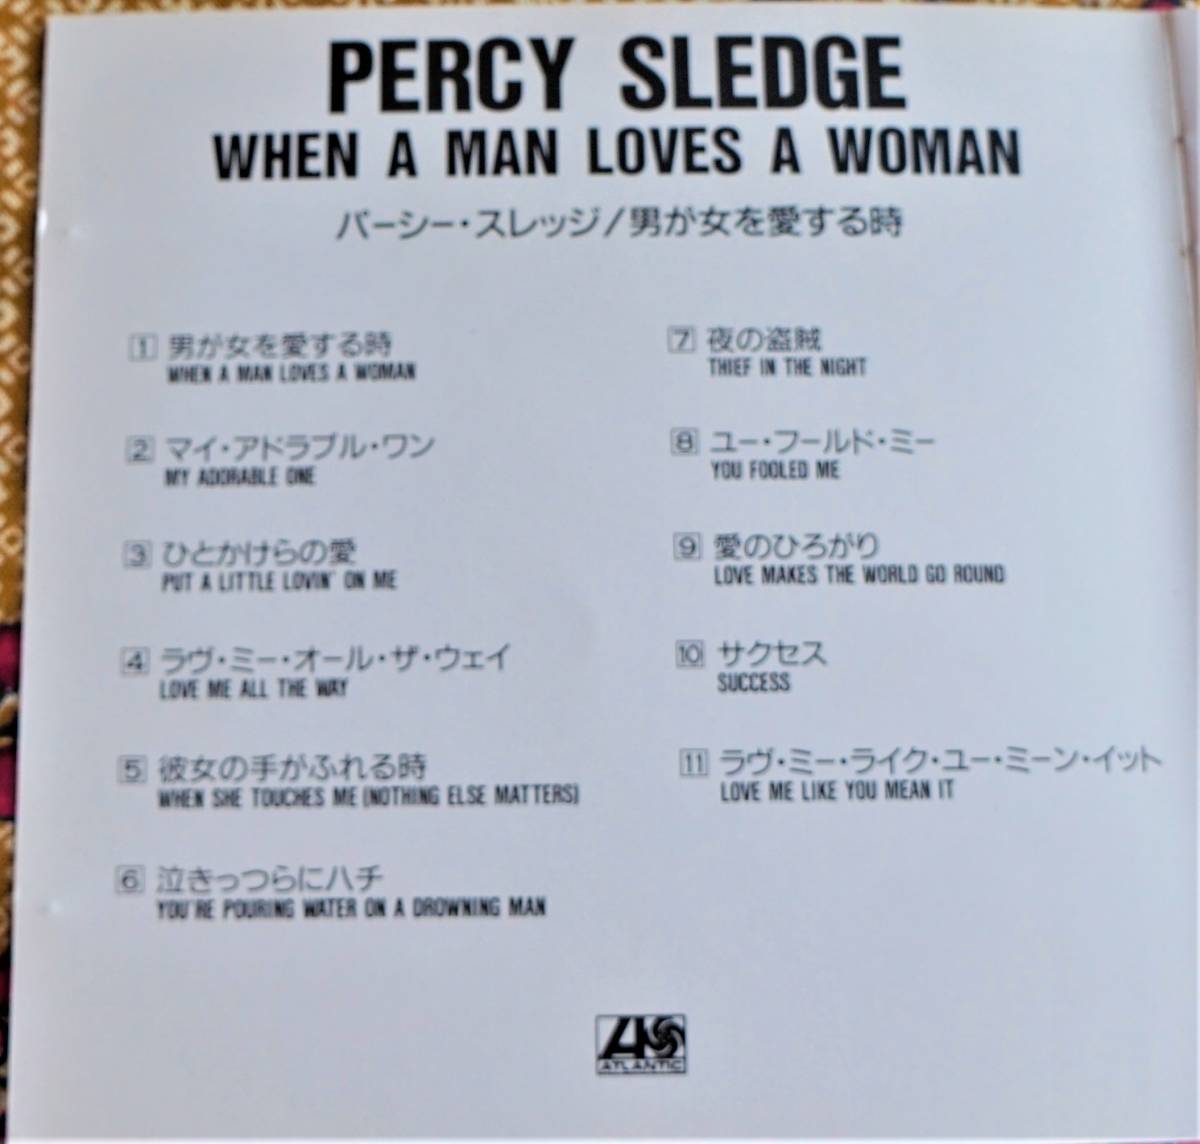 PERCY SLEDGE
WHEN A MAN LOVES A WOMAN
パーシー・スレッジ/男が女を愛する時
1 男が女を愛する時
WHEN A MAN LOVES A WOMAN
2 マイ・アドラブル・ワン
MY ADORABLE ONE
3 ひとかけらの愛
PUT A LITTLE LOVIN' ON ME
4 ラヴ・ミー・オール・ザ・ウェイ
LOVE ME ALL THE WAY
5 彼女の手がふれる時
WHEN SHE TOUCHES ME (NOTHING ELSE MATTERS)
6 泣きっつらにハチ
YOU'RE POURING WATER ON A DROWNING MAN
7 夜の盗賊
THIEF IN THE NIGHT
8 ユー・フールド・ミー
YOU FOOLED ME
9 愛のひろがり
LOVE MAKES THE WORLD GO ROUND
10 サクセス
SUCCESS
11 ラヴ・ミー・ライク・ユー・ミーン・イット
LOVE ME LIKE YOU MEAN IT
ATLANTIC